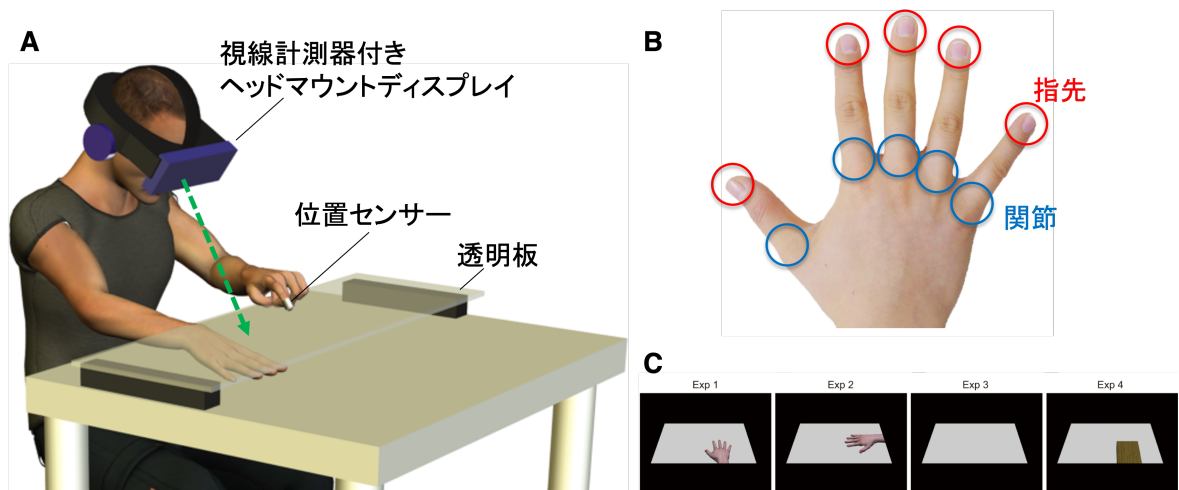 A
視線計測器付き
ヘッドマウントディスプレイ
位置センサー
透明板
B
指先
関節
C
Exp 1
Exp 2
Exp 3
Exp 4